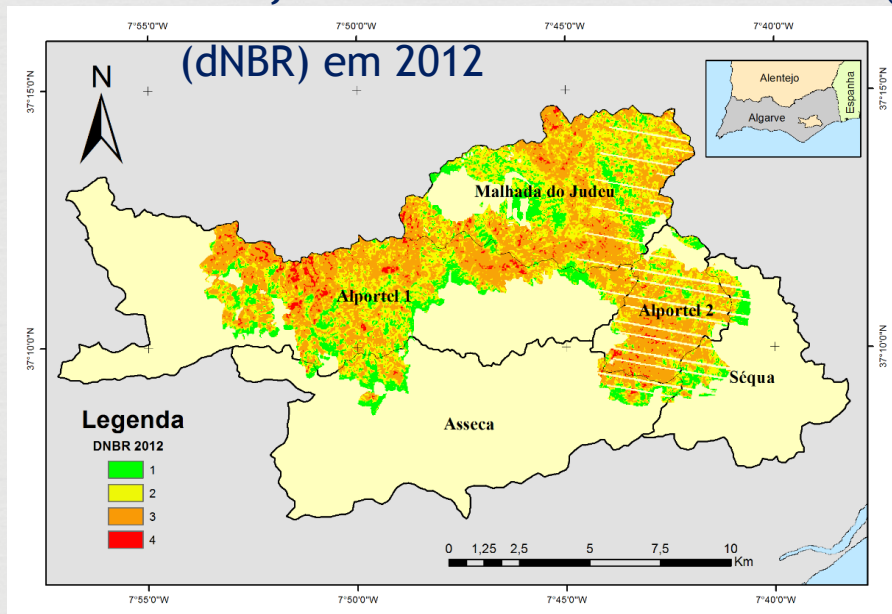 (dNBR) em 2012
7°55'0"W
7°50'0"W
7°45'0"W
7°40'0"W
37°15'0"N
37°15'0"N
N
Alentejo
Algarve
Espanha
Malhada do Judeu
Alportel 1
Alportel 2
37°10'0"N
37°10'0"N
Séqua
Asseca
Legenda
DNBR 2012
1
2
3
4
0 1,25 2,5 5 7,5 10
Km
7°55'0"W
7°50'0"W
7°45'0"W
7°40'0"W